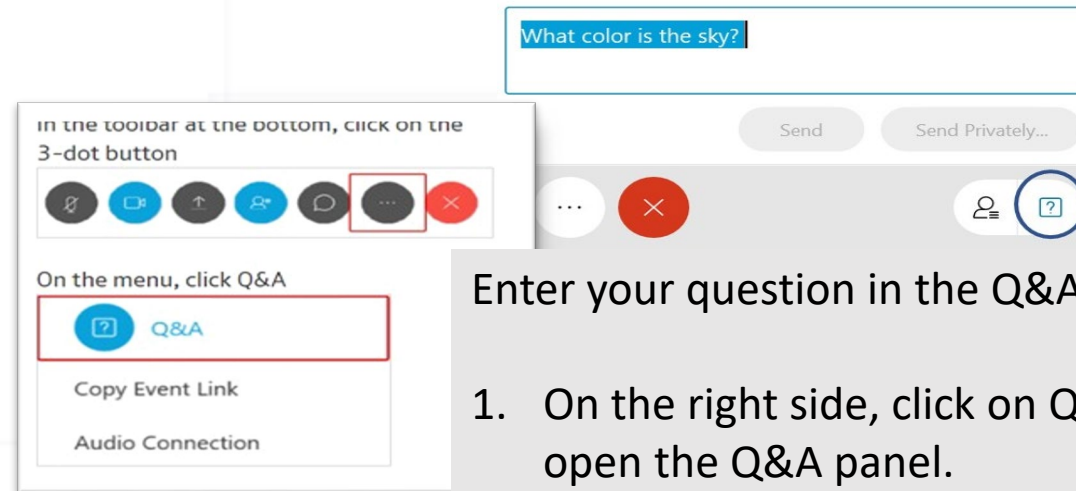 What color is the sky?
Send
Send Privately...
In the toolbar at the bottom, click on the
3-dot button
On the menu, click Q&A
Q&A
Copy Event Link
Audio Connection
Enter your question in the Q&A
1. On the right side, click on Q
open the Q&A panel.